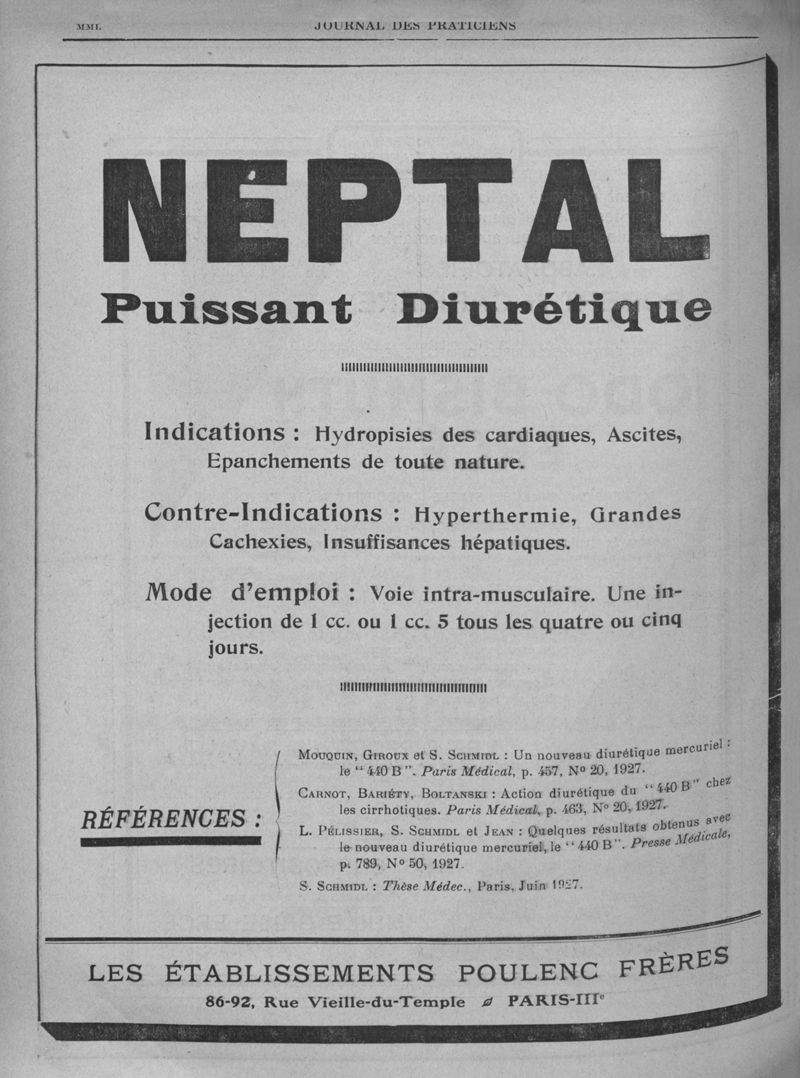 MML
JOURNAL DES PRATICIENS
NÉPTAL
Puissant Diurétique
Indications : Hydropisies des cardiaques, Ascites,
Epanchements de toute nature.
Contre-Indications : Hyperthermie, Grandes
Cachexies, Insuffisances hépatiques.
Mode d'emploi : Voie intra-musculaire. Une in-
jection de 1 cc. ou 1 cc. 5 tous les quatre ou cinq
jours.
RÉFÉRENCES :
MOUQUIN, GIROUX et S. SCHMIDL : Un nouveau diurétique mercuriel :
le "440 B". Paris Médical, p. 457, N° 20, 1927.
CARNOT, BARIÉTY, BOLTANSKI : Action diurétique du "440 B" chez
les cirrhotiques. Paris Médical, p. 463, N° 20, 1927.
L. PÉLISSIER, S. SCHMIDL et JEAN : Quelques résultats obtenus avec
le nouveau diurétique mercuriel, le "440 B". Presse Médicale,
p. 789, N° 50, 1927.
S. SCHMIDL : Thèse Médec., Paris, Juin 1927.
LES ÉTABLISSEMENTS POULENC FRÈRES
86-92, Rue Vieille-du-Temple PARIS-IIIe